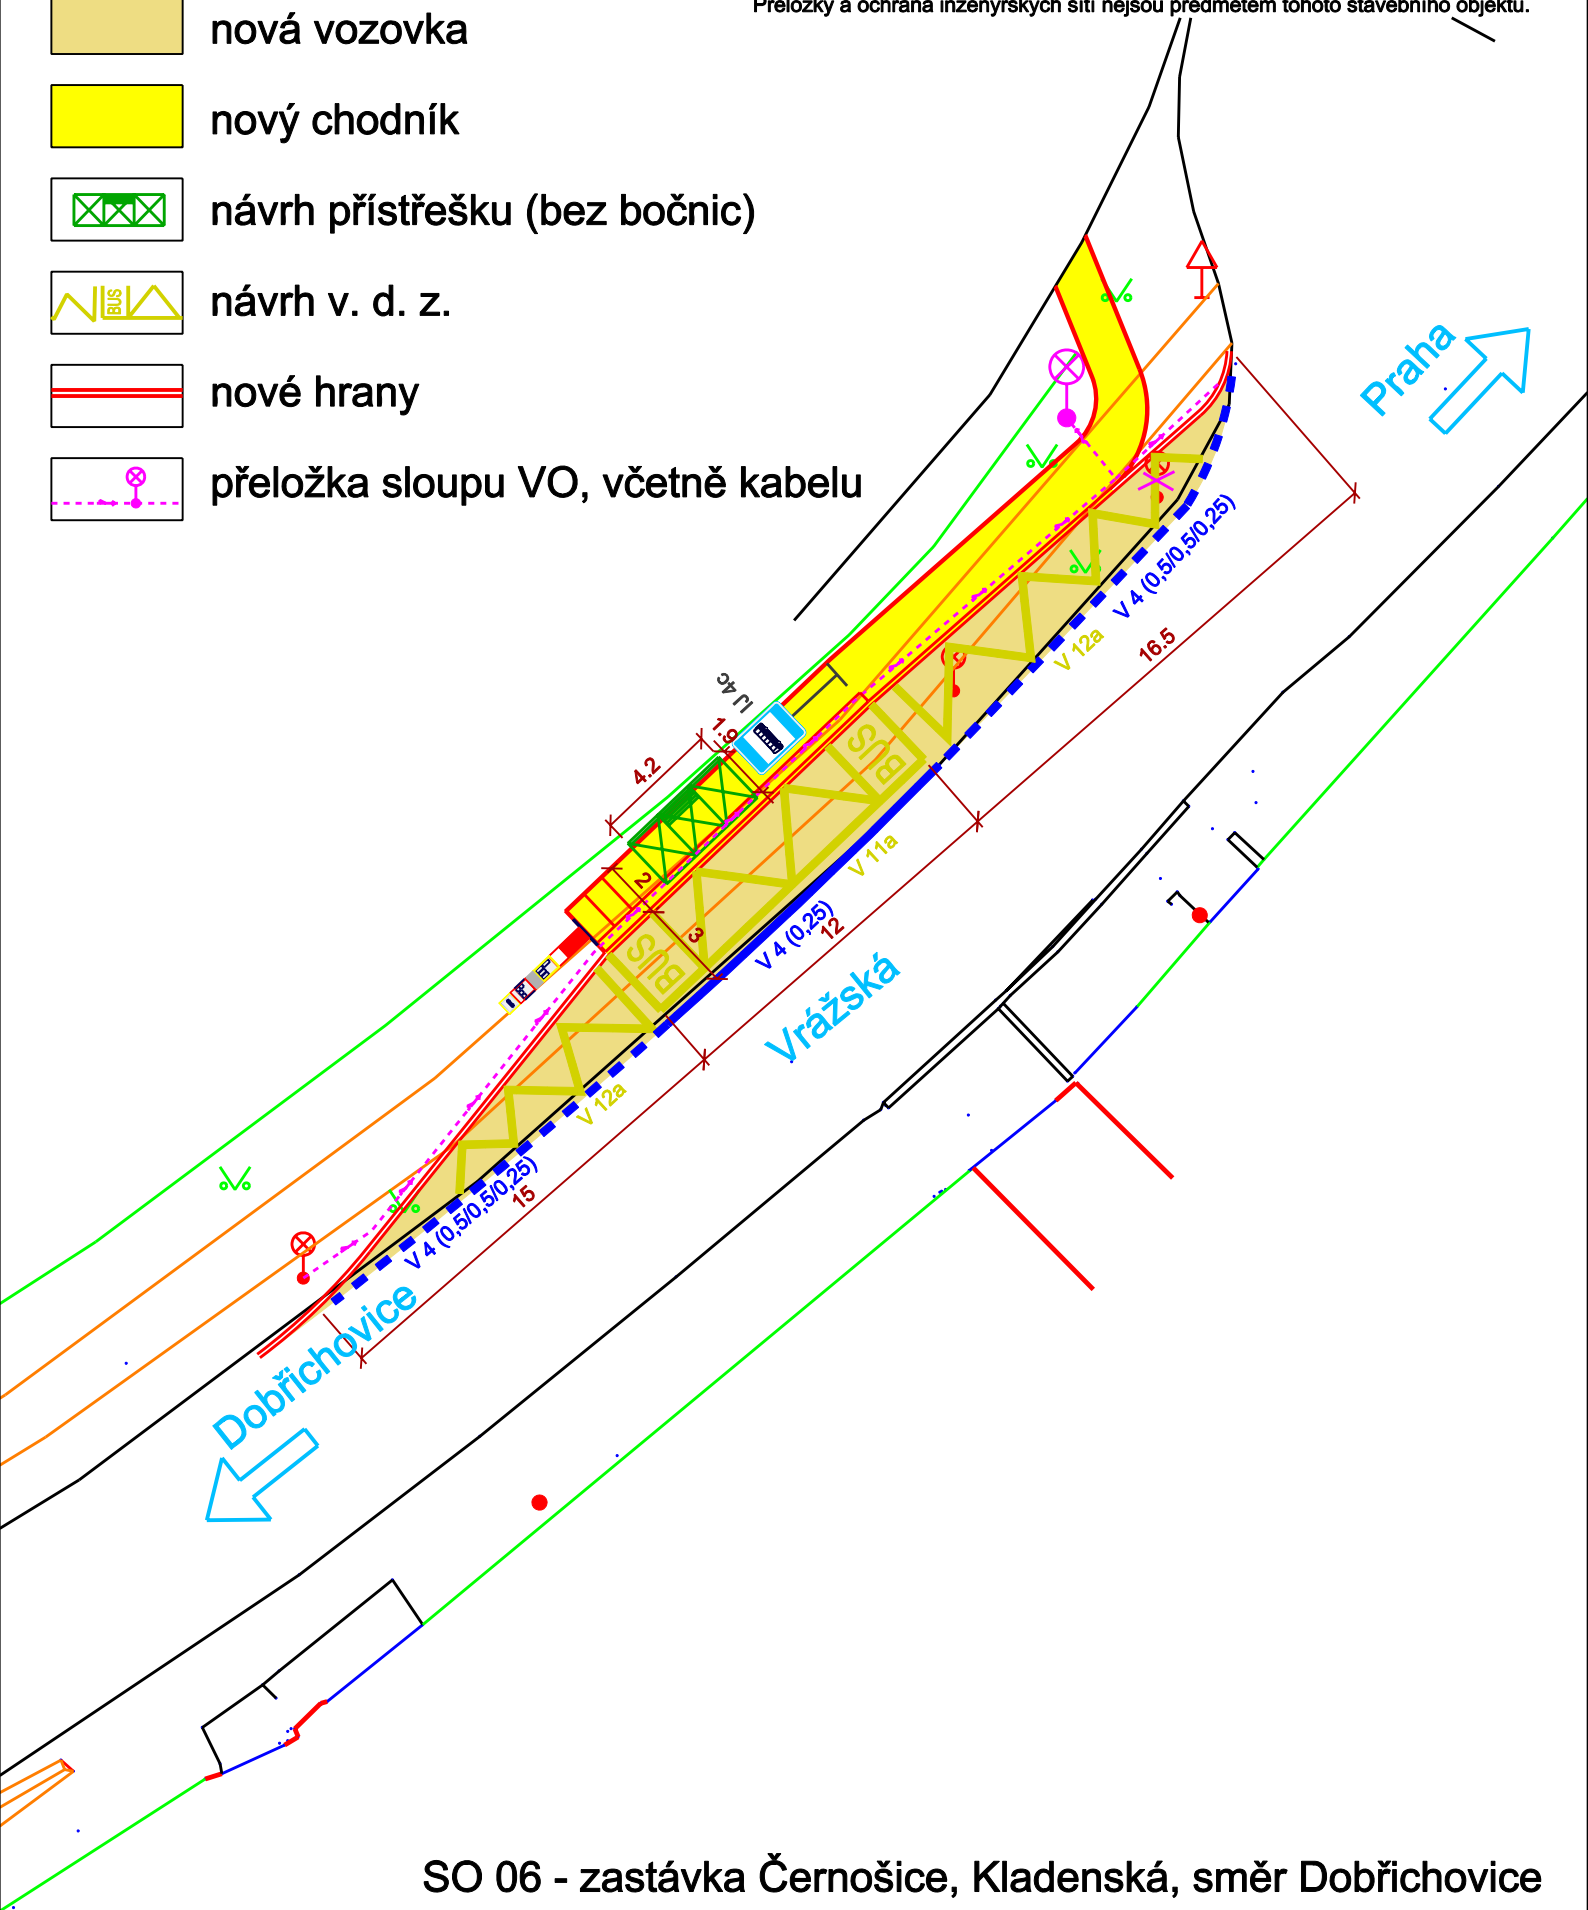 Přeložky a ochrana inženýrských sítí nejsou předmětem tohoto stavebního objektu.
nová vozovka
nový chodník
návrh přístřešku (bez bočnic)
BUS
návrh v. d. z.
nové hrany
přeložka sloupu VO, včetně kabelu
Praha
V 4 (0,5/0,5/0,25)
V 12a
16.5
IJ 4c
1.9
4.2
BUS
V 11a
2
3
V 4 (0,25)
12
BUS
Vrážská
V 12a
V 4 (0,5/0,5/0,25)
15
Dobřichovice
SO 06 - zastávka Černošice, Kladenská, směr Dobřichovice